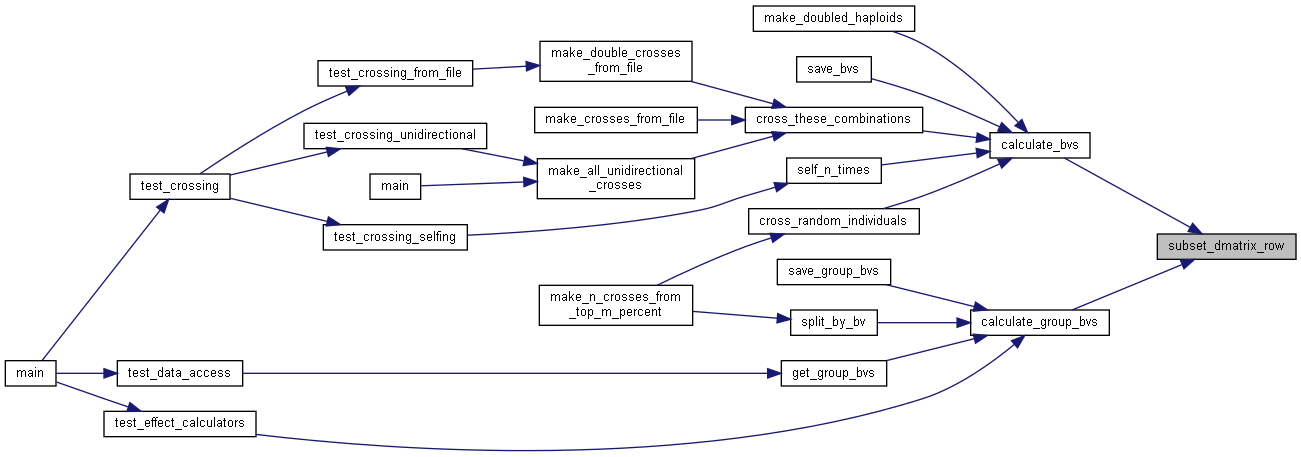 make_doubled_haploids
make_double_crosses
_from_file
save_bvs
test_crossing_from_file
make_crosses_from_file
cross_these_combinations
test_crossing_unidirectional
calculate_bvs
make_all_unidirectional
_crosses
self_n_times
main
test_crossing
cross_random_individuals
test_crossing_selfing
subset_dmatrix_row
save_group_bvs
make_n_crosses_from
_top_m_percent
split_by_bv
calculate_group_bvs
main
test_data_access
get_group_bvs
test_effect_calculators